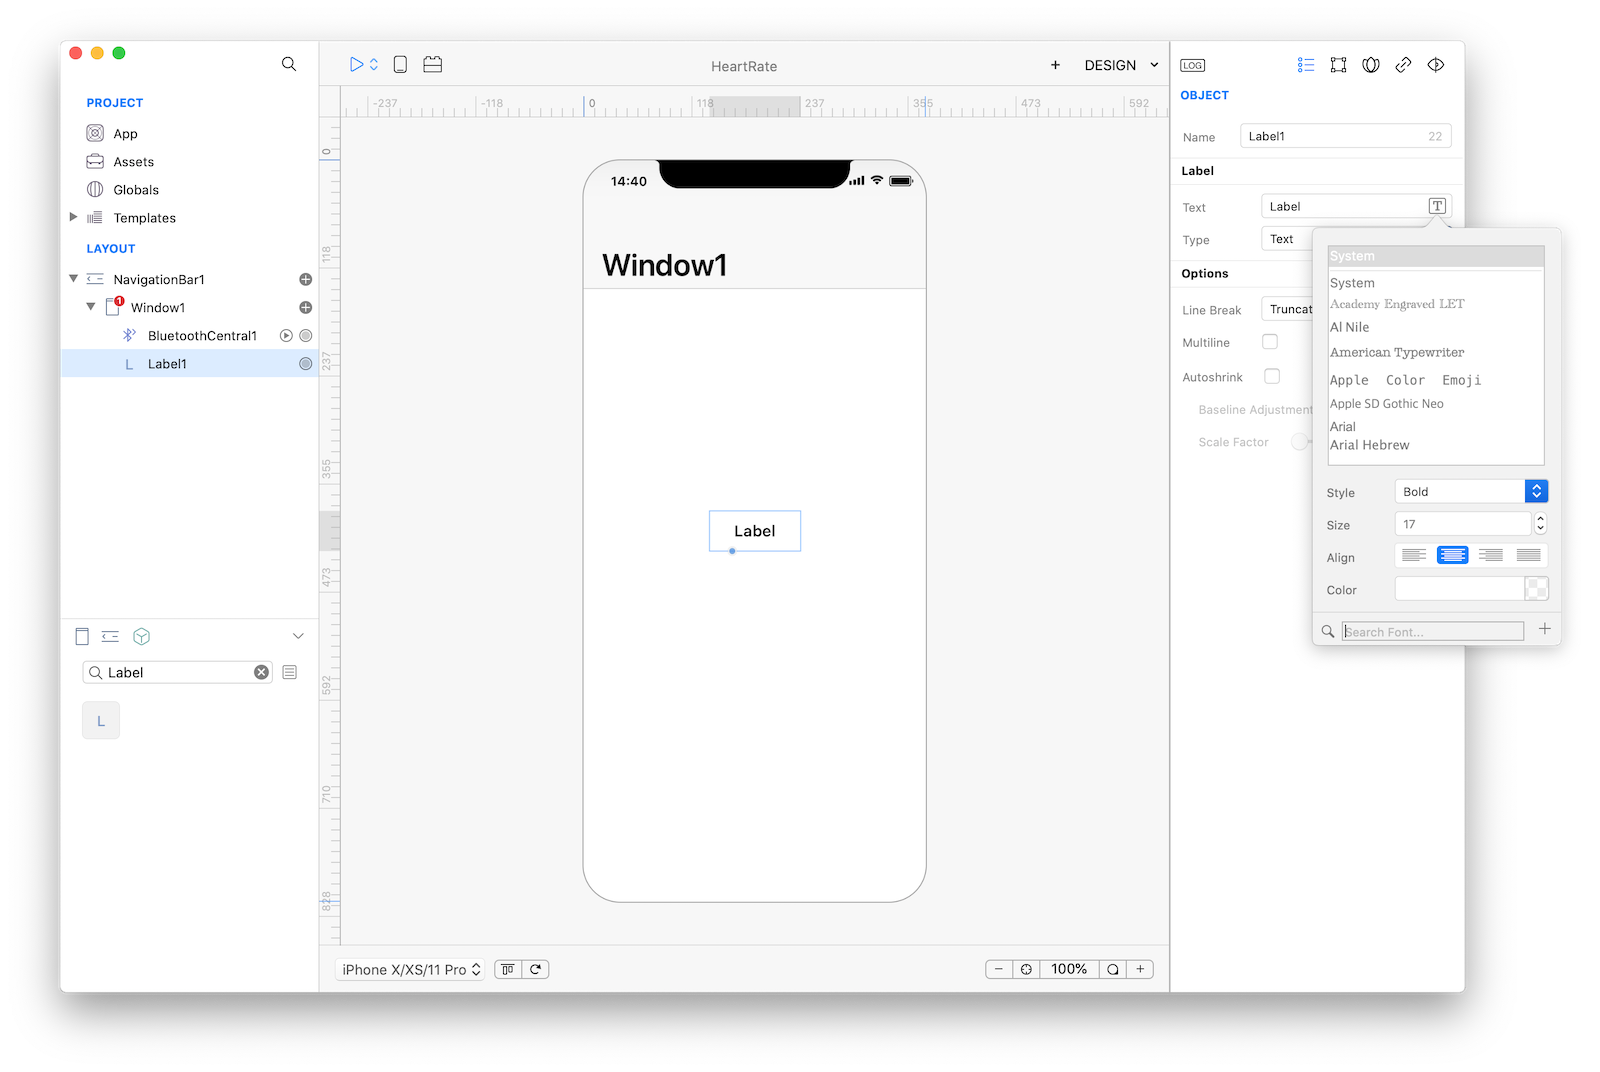 HeartRate
+ DESIGN
LOG
PROJECT
App
Assets
Globals
Templates
LAYOUT
NavigationBar1
1
Window1
BluetoothCentral1
L Label1
Label
L
-237 -118 0 118 237 355 473 592
0
118
237
355
473
592
710
828
14:40
Window1
Label
iPhone X/XS/11 Pro
- 100% +
OBJECT
Name Label1 22
Label
Text Label T
Type Text
Options
Line Break Truncat
Multiline
Autoshrink
Baseline Adjustment
Scale Factor
System
System
Academy Engraved LET
Al Nile
American Typewriter
Apple Color Emoji
Apple SD Gothic Neo
Arial
Arial Hebrew
Style Bold
Size 17
Align
Color
Search Font... +